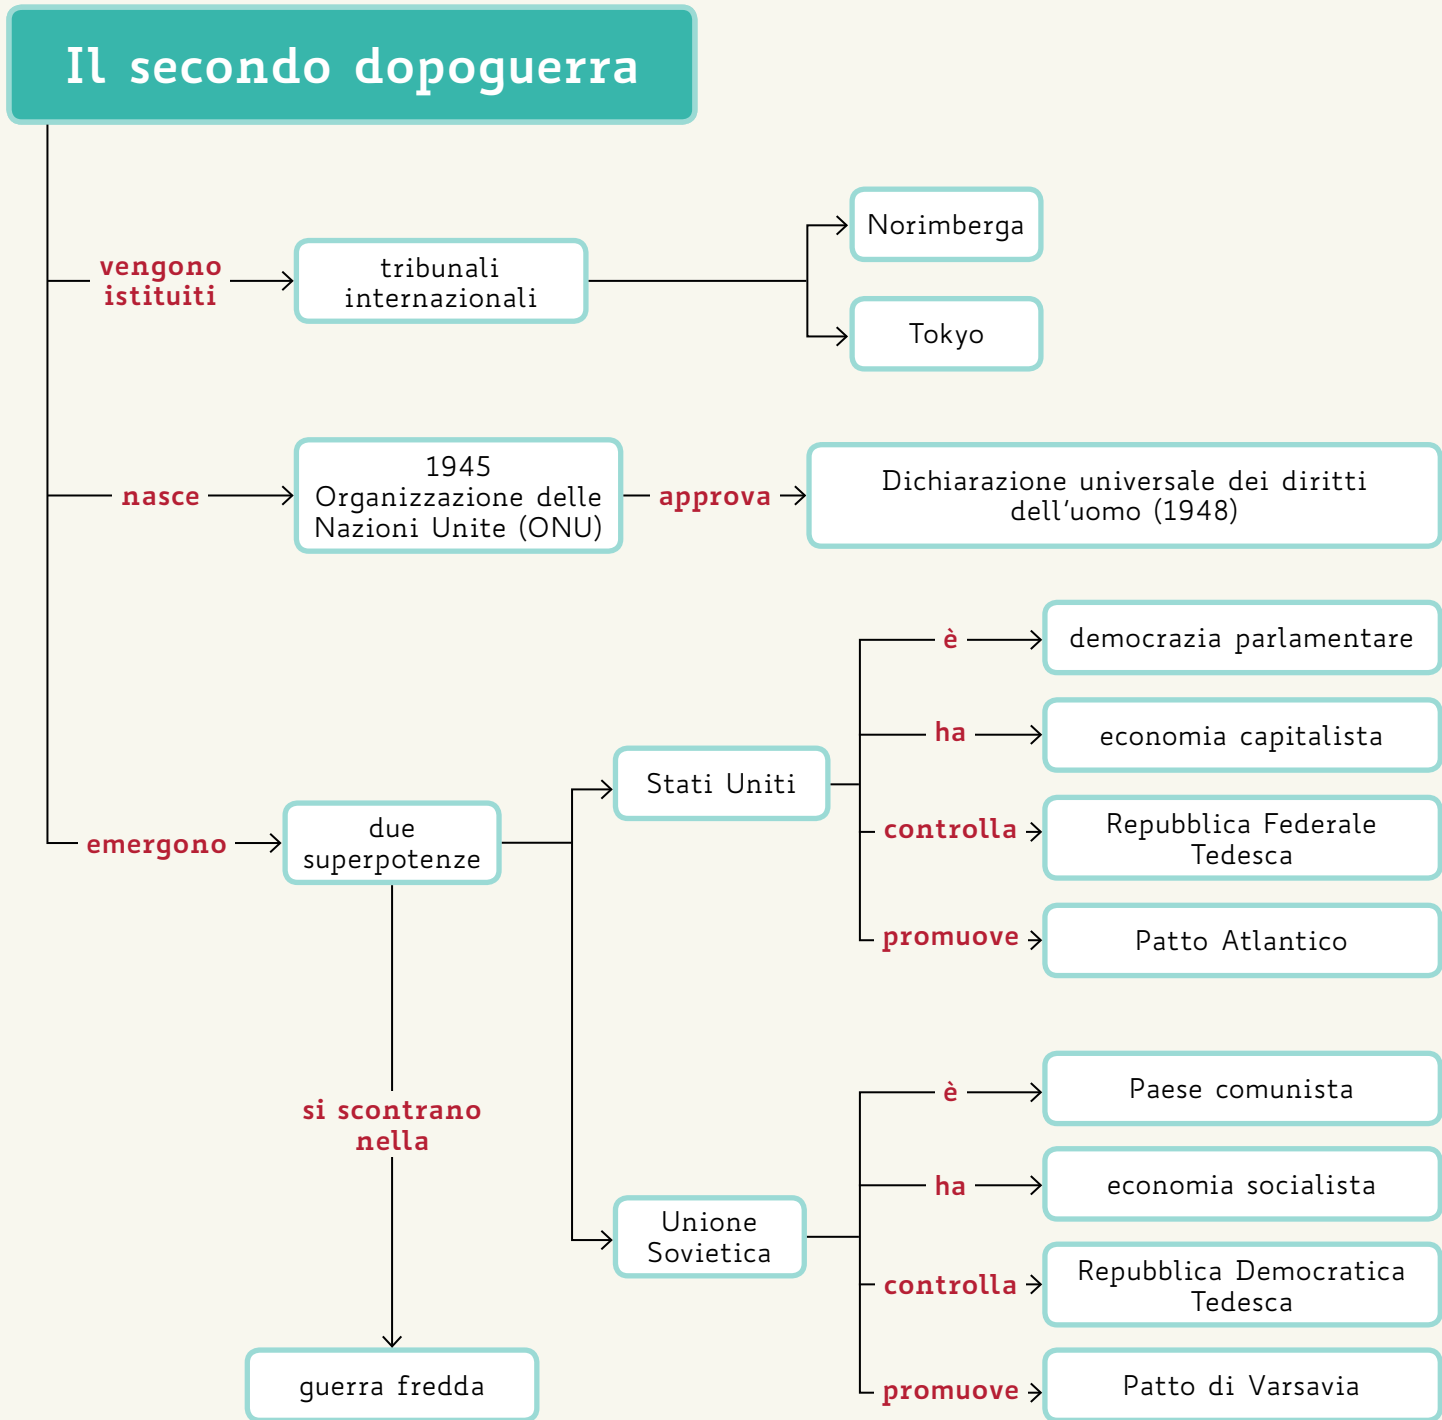 Il secondo dopoguerra
vengono
istituiti
tribunali
internazionali
Norimberga
Tokyo
nasce
1945
Organizzazione delle
Nazioni Unite (ONU)
approva
Dichiarazione universale dei diritti
dell'uomo (1948)
emergono
due
superpotenze
Stati Uniti
è
democrazia parlamentare
ha
economia capitalista
controlla
Repubblica Federale
Tedesca
promuove
Patto Atlantico
Unione
Sovietica
è
Paese comunista
ha
economia socialista
controlla
Repubblica Democratica
Tedesca
promuove
Patto di Varsavia
si scontrano
nella
guerra fredda